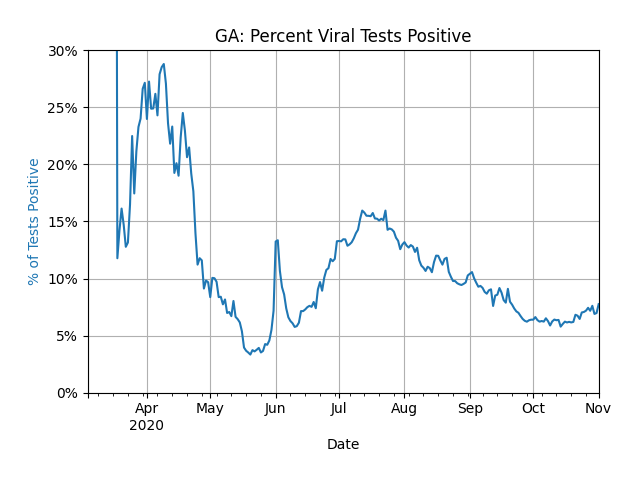 GA: Percent Viral Tests Positive
30%
25%
20%
15%
10%
5%
0%
% of Tests Positive
Apr May Jun Jul Aug Sep Oct Nov
2020
Date